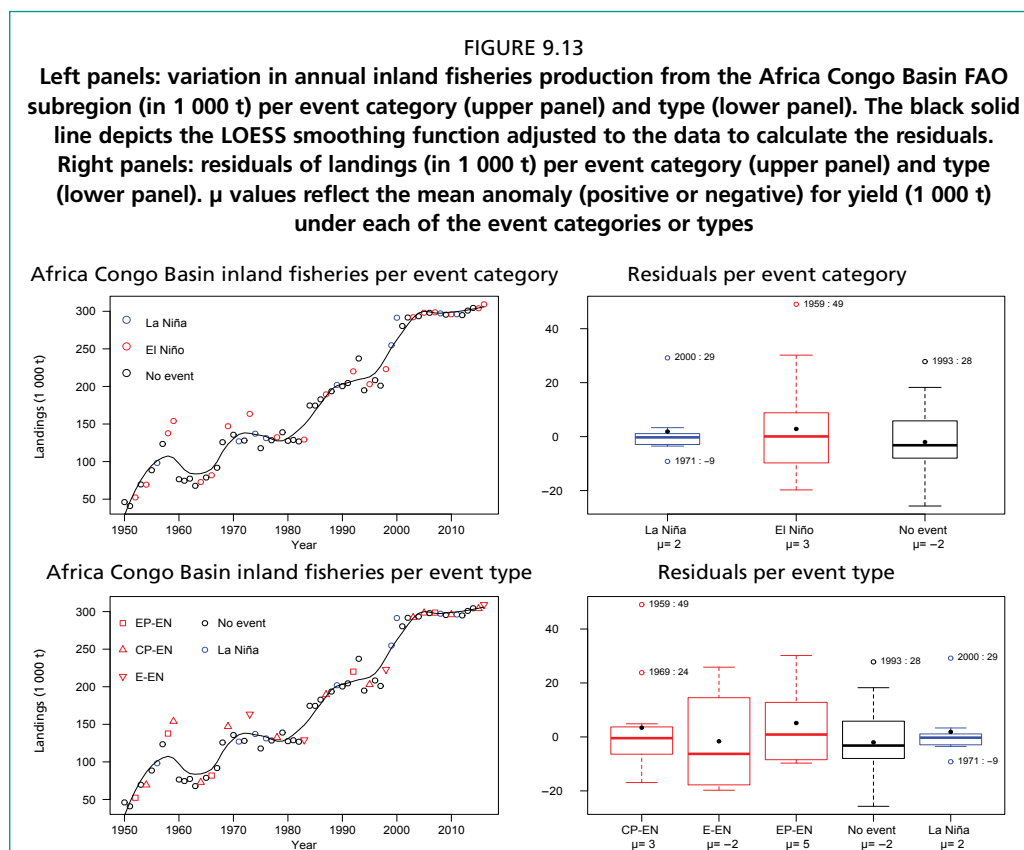 FIGURE 9.13
Left panels: variation in annual inland fisheries production from the Africa Congo Basin FAO
subregion (in 1 000 t) per event category (upper panel) and type (lower panel). The black solid
line depicts the LOESS smoothing function adjusted to the data to calculate the residuals.
Right panels: residuals of landings (in 1 000 t) per event category (upper panel) and type
(lower panel). µ values reflect the mean anomaly (positive or negative) for yield (1 000 t)
under each of the event categories or types
Africa Congo Basin inland fisheries per event category
Landings (1 000 t)
300
250
200
150
100
50
La Niña
El Niño
No event
1950 1960 1970 1980 1990 2000 2010
Year
Residuals per event category
40
20
0
−20
2000 : 29
1971 : −9
1959 : 49
1993 : 28
La Niña El Niño No event
µ= 2 µ= 3 µ= −2
Africa Congo Basin inland fisheries per event type
Landings (1 000 t)
300
250
200
150
100
50
EP-EN No event
CP-EN La Niña
E-EN
1950 1960 1970 1980 1990 2000 2010
Year
Residuals per event type
40
20
0
−20
1959 : 49
1969 : 24
1993 : 28
2000 : 29
1971 : −9
CP-EN E-EN EP-EN No event La Niña
µ= 3 µ= −2 µ= 5 µ= −2 µ= 2